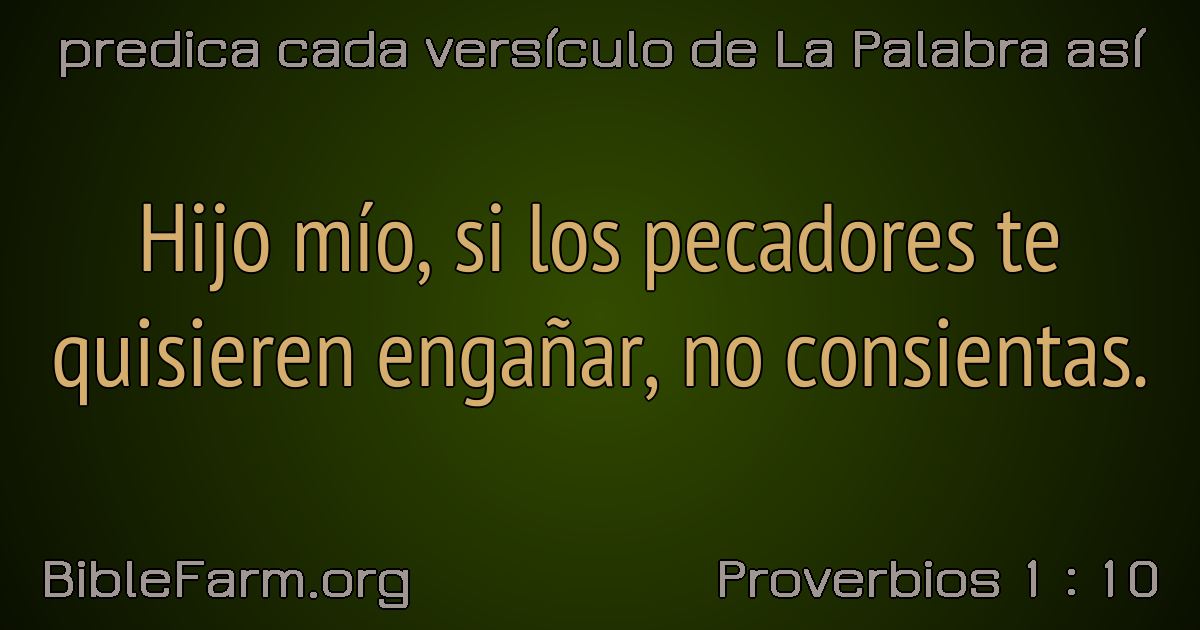 predica cada versículo de La Palabra así
Hijo mío, si los pecadores te
quisieren engañar, no consientas.
BibleFarm.org
Proverbios 1 : 10